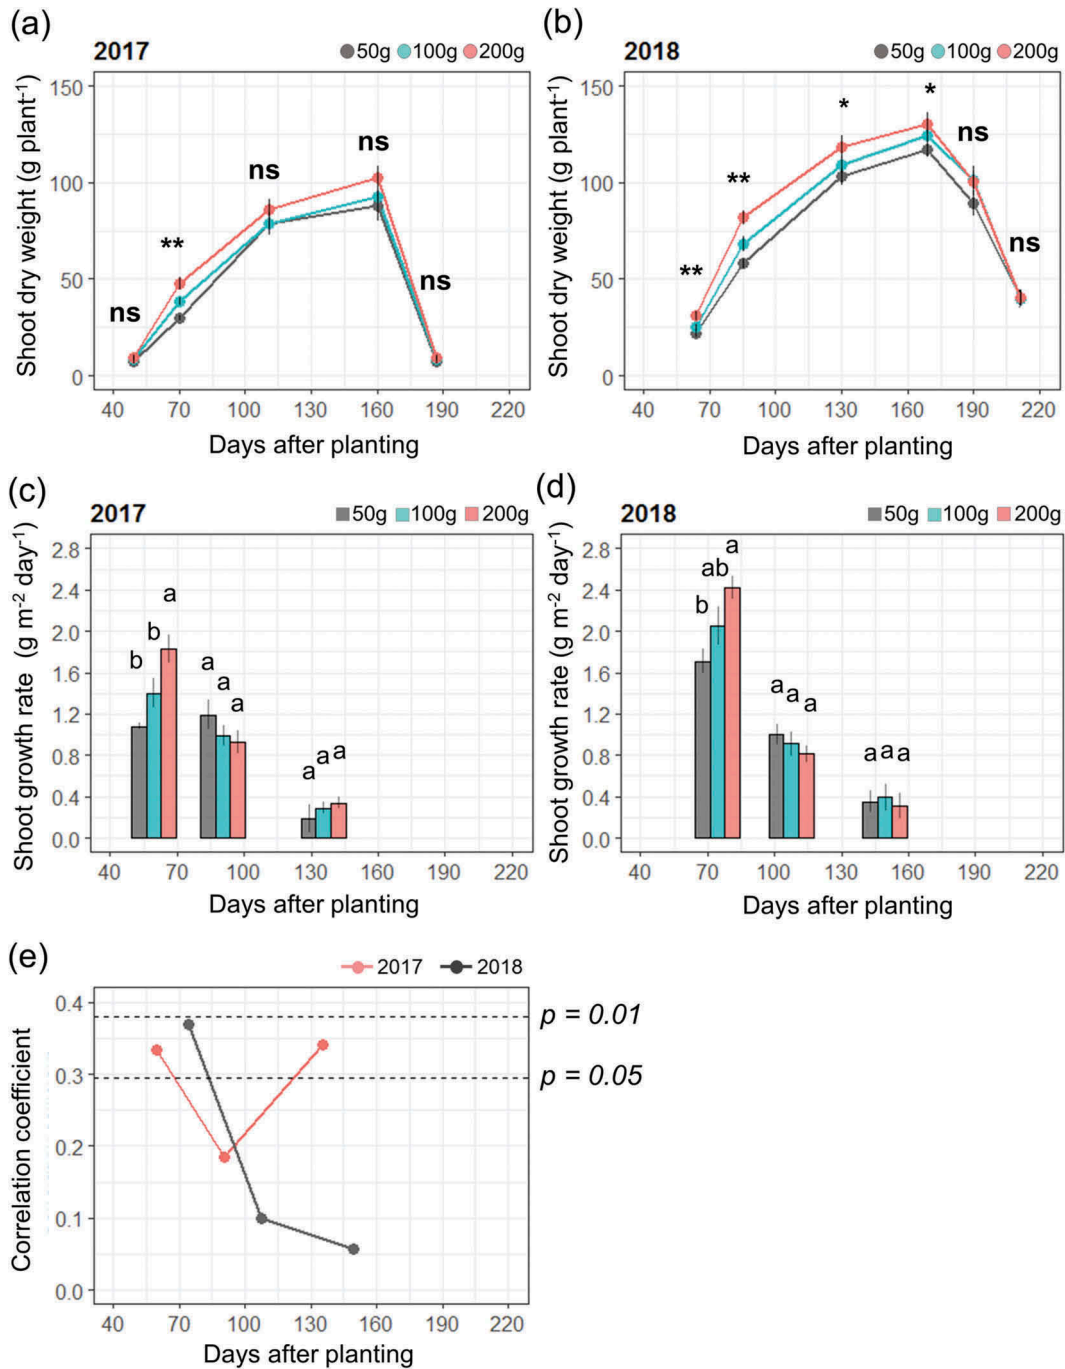 (a)
2017
50g 100g 200g
Shoot dry weight (g plant-1)
150
100
50
0
ns
**
ns
ns
ns
40 70 100 130 160 190 220
Days after planting
(b)
2018
50g 100g 200g
Shoot dry weight (g plant-1)
150
100
50
0
**
**
*
*
ns
ns
40 70 100 130 160 190 220
Days after planting
(c)
2017
50g 100g 200g
Shoot growth rate (g m-2 day-1)
2.8
2.4
2.0
1.6
1.2
0.8
0.4
0.0
b b a
a a a
a a a
40 70 100 130 160 190 220
Days after planting
(d)
2018
50g 100g 200g
Shoot growth rate (g m-2 day-1)
2.8
2.4
2.0
1.6
1.2
0.8
0.4
0.0
b ab a
a a a
a a a
40 70 100 130 160 190 220
Days after planting
(e)
2017 2018
Correlation coefficient
0.4
0.3
0.2
0.1
0.0
p = 0.01
p = 0.05
40 70 100 130 160 190 220
Days after planting